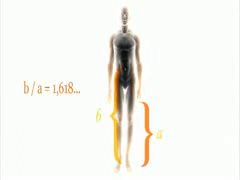 b / a = 1,618...
b
a